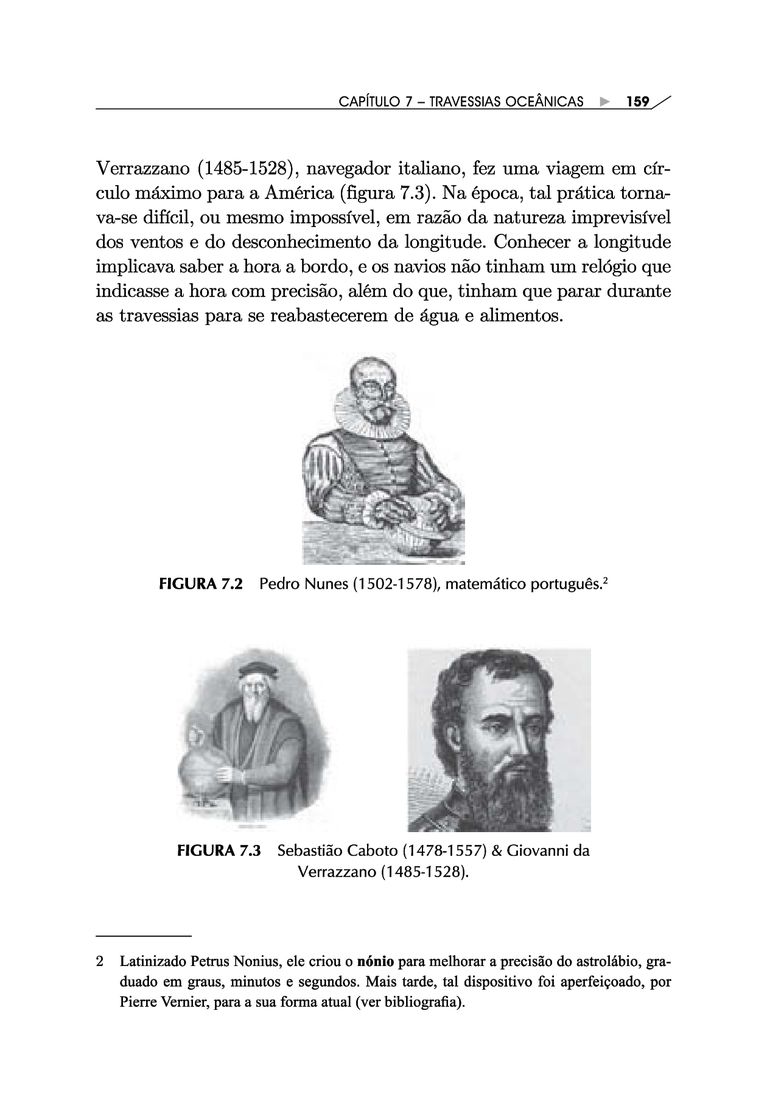 CAPÍTULO 7 – TRAVESSIAS OCEÂNICAS ► 159
Verrazzano (1485-1528), navegador italiano, fez uma viagem em cír-
culo máximo para a América (figura 7.3). Na época, tal prática torna-
va-se difícil, ou mesmo impossível, em razão da natureza imprevisível
dos ventos e do desconhecimento da longitude. Conhecer a longitude
implicava saber a hora a bordo, e os navios não tinham um relógio que
indicasse a hora com precisão, além do que, tinham que parar durante
as travessias para se reabastecerem de água e alimentos.
FIGURA 7.2 Pedro Nunes (1502-1578), matemático português.²
FIGURA 7.3 Sebastião Caboto (1478-1557) & Giovanni da
Verrazzano (1485-1528).
2 Latinizado Petrus Nonius, ele criou o nónio para melhorar a precisão do astrolábio, gra-
duado em graus, minutos e segundos. Mais tarde, tal dispositivo foi aperfeiçoado, por
Pierre Vernier, para a sua forma atual (ver bibliografia).